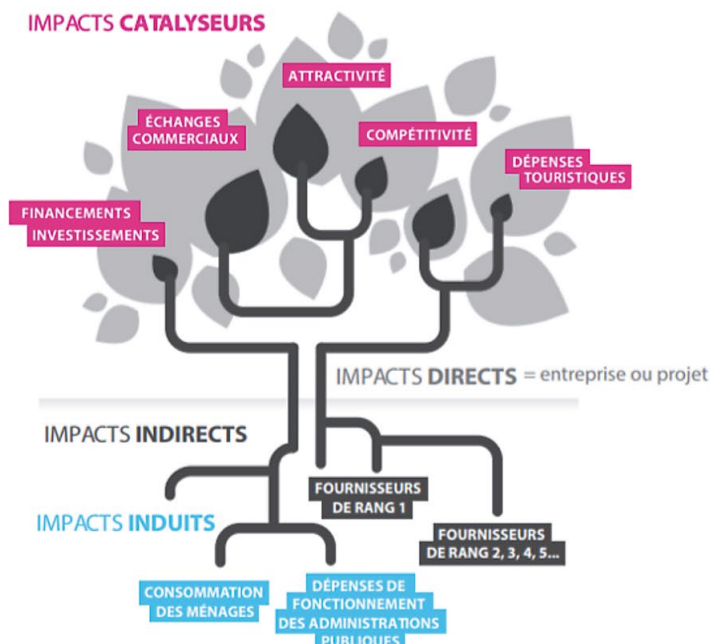 IMPACTS CATALYSEURS
ATTRACTIVITÉ
ÉCHANGES
COMMERCIAUX
COMPÉTITIVITÉ
DÉPENSES
TOURISTIQUES
FINANCEMENTS
INVESTISSEMENTS
IMPACTS DIRECTS = entreprise ou projet
IMPACTS INDIRECTS
FOURNISSEURS
DE RANG 1
IMPACTS INDUITS
FOURNISSEURS
DE RANG 2, 3, 4, 5...
CONSOMMATION
DES MÉNAGES
DÉPENSES DE
FONCTIONNEMENT
DES ADMINISTRATIONS
PUBLIQUES